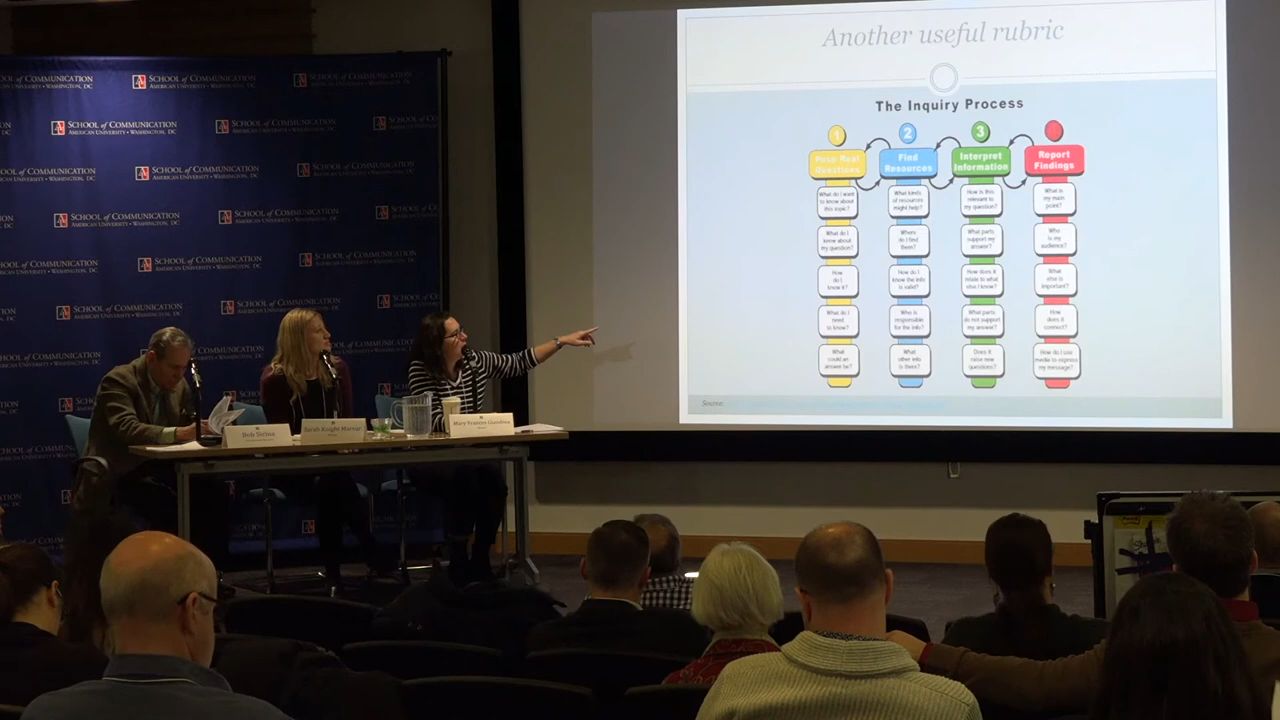 Another useful rubric
The Inquiry Process
1
2
3
Pose Real
Questions
Find
Resources
Interpret
Information
Report
Findings
What do I want
to know about
this topic?
What do I
know about
my question?
How
do I
know it?
What do I
need
to know?
What
could an
answer be?
What kinds
of resources
might help?
Where
do I find
them?
How do I
know the info
is valid?
Who is
responsible
for the info?
What
other info
is there?
How is this
relevant to
my question?
What parts
support my
answer?
How does it
relate to what
else I know?
What parts
do not support
my answer?
Does it
raise new
questions?
What is
my main
point?
Who
is my
audience?
What
else is
important?
How
does it
connect?
How do I use
media to express
my message?
Source:
SCHOOL of COMMUNICATION
AMERICAN UNIVERSITY • WASHINGTON, DC
Sarah Knight Marvar
Mary Frances